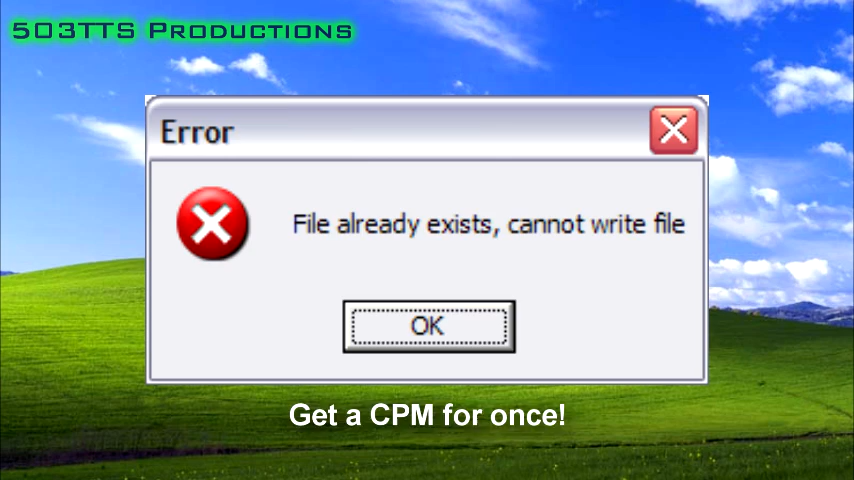 503TTS Productions
Error
File already exists, cannot write file
OK
Get a CPM for once!